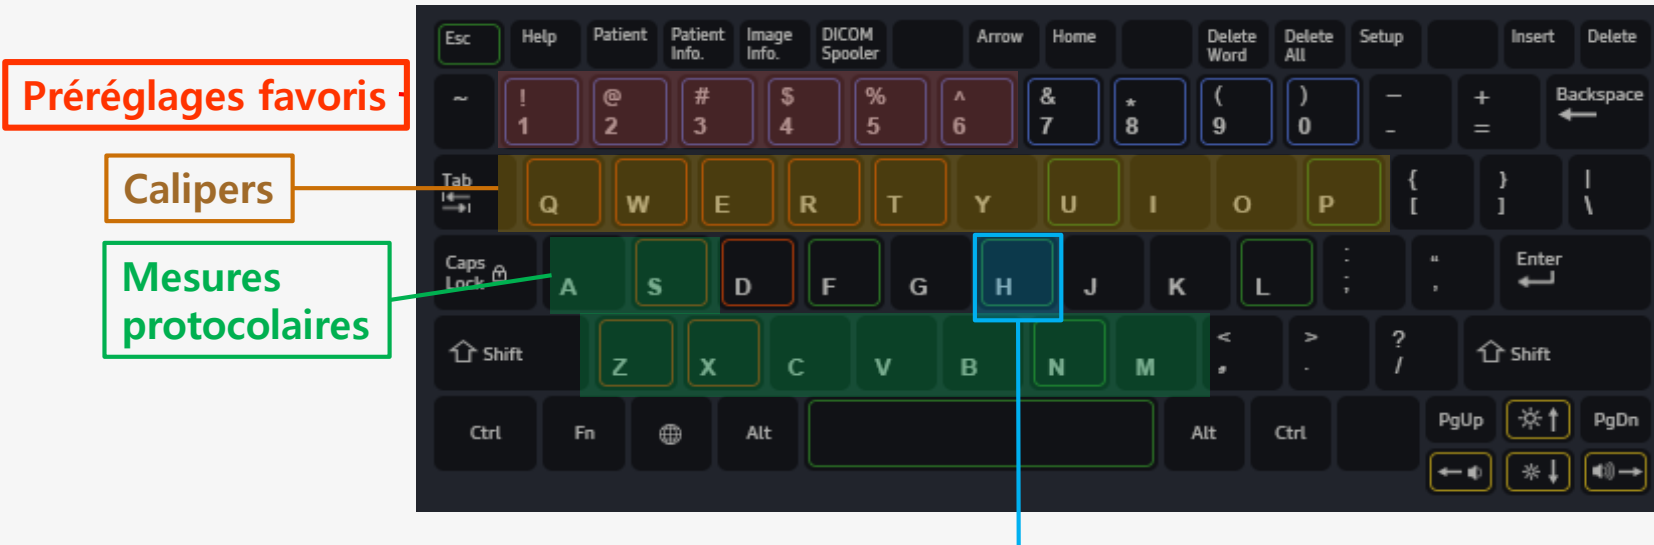 Esc Help Patient Patient Info. Image Info. DICOM Spooler Arrow Home Delete Word Delete All Setup Insert Delete
Préréglages favoris
~ ! 1 @ 2 # 3 $ 4 % 5 ^ 6 & 7 * 8 ( 9 ) 0 — - + = Backspace
Calipers
Tab Q W E R T Y U I O P { [ } ] | \
Mesures
protocolaires
Caps Lock A S D F G H J K L : ; “ ' Enter
Shift Z X C V B N M < , > . ? / Shift
Ctrl Fn Alt Alt Ctrl PgUp PgDn